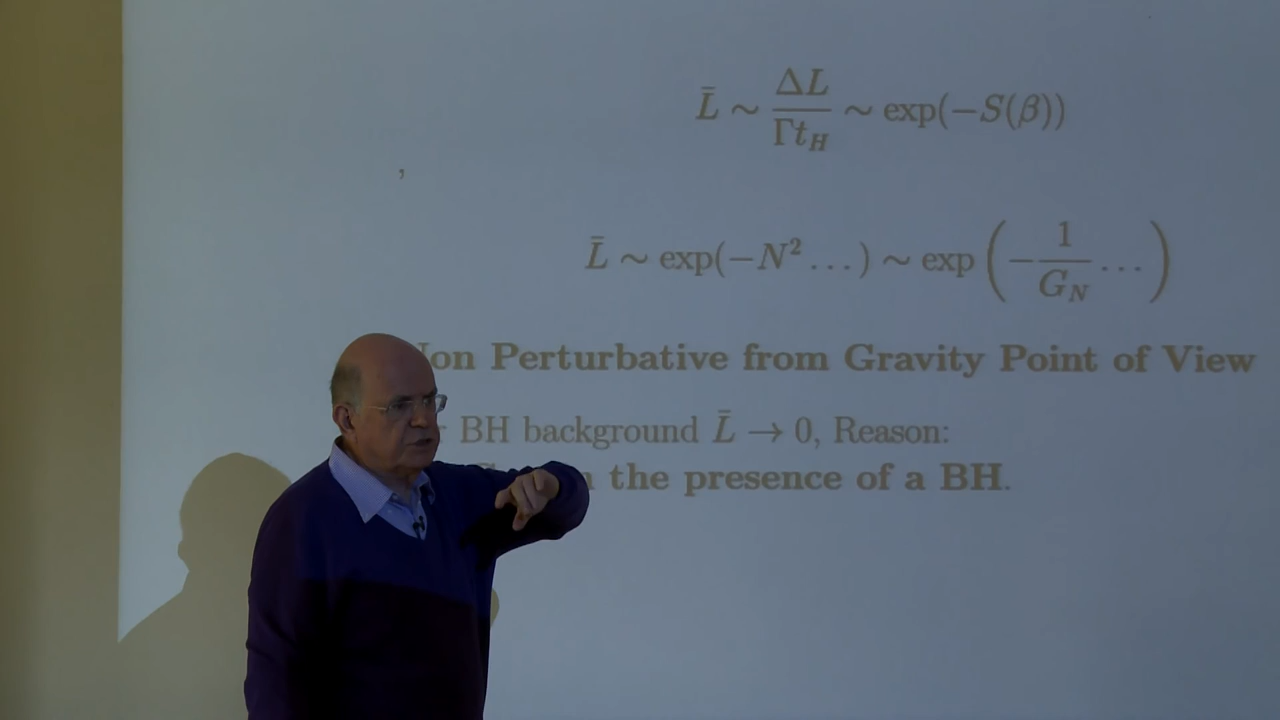 L̄ ∼ ΔL / Γt_H ∼ exp(−S(β))
,
L̄ ∼ exp(−N² …) ∼ exp(−1/G_N …)
Perturbative from Gravity Point of View
BH background L̄ → 0, Reason:
the presence of a BH.